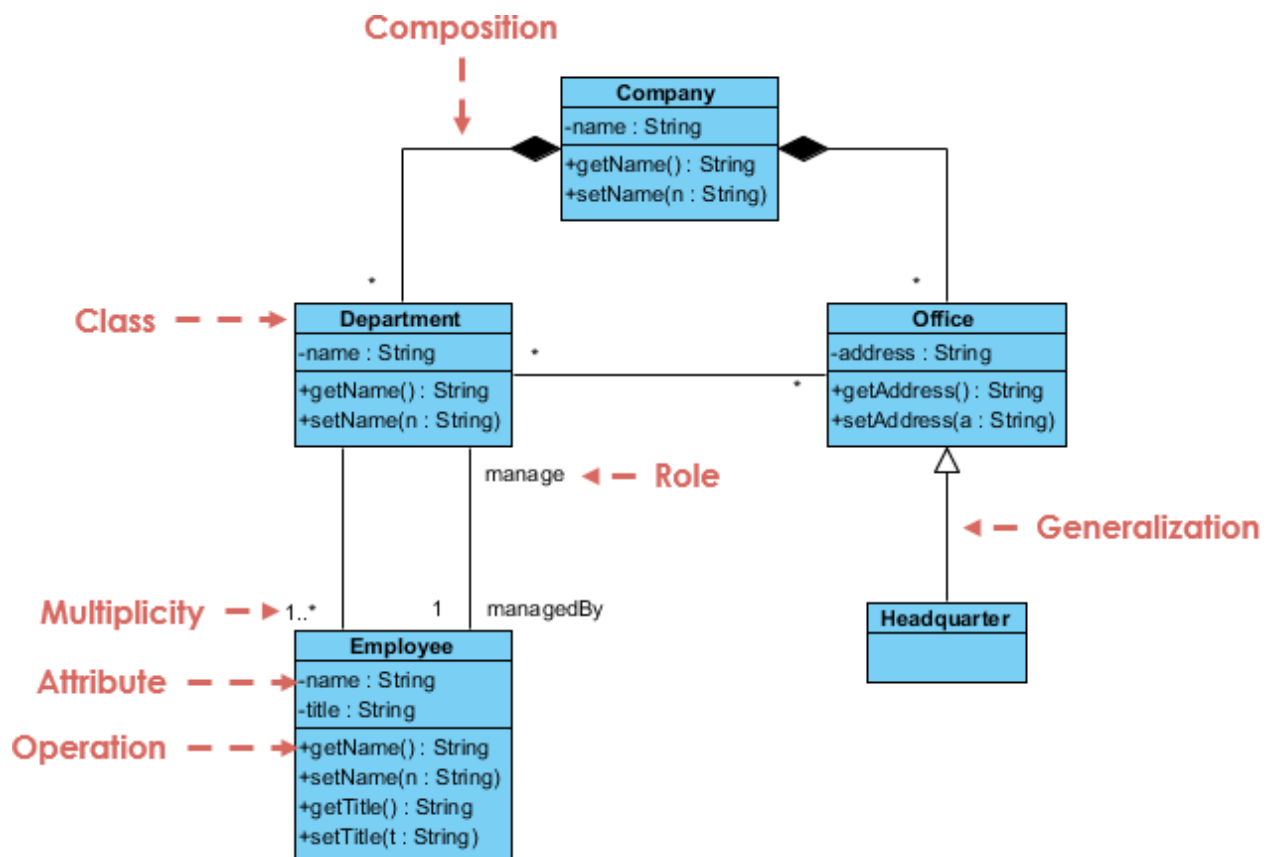 Composition
Company
-name : String
+getName() : String
+setName(n : String)
*
*
Class
Department
-name : String
+getName() : String
+setName(n : String)
*
*
Office
-address : String
+getAddress() : String
+setAddress(a : String)
manage
Role
Generalization
Multiplicity
1..*
1
managedBy
Headquarter
Employee
Attribute
-name : String
-title : String
Operation
+getName() : String
+setName(n : String)
+getTitle() : String
+setTitle(t : String)